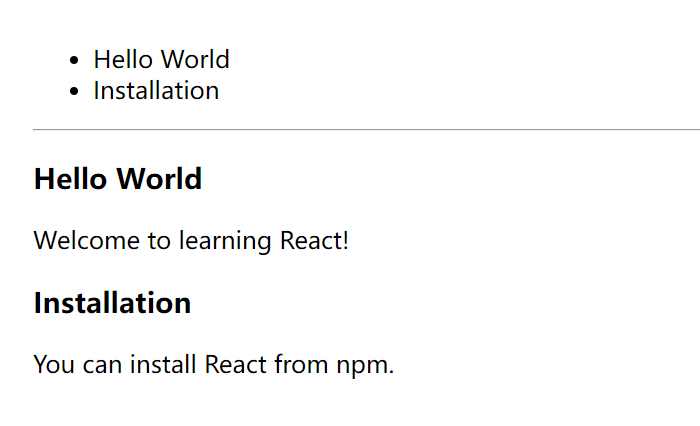 Hello World
Installation
Hello World
Welcome to learning React!
Installation
You can install React from npm.